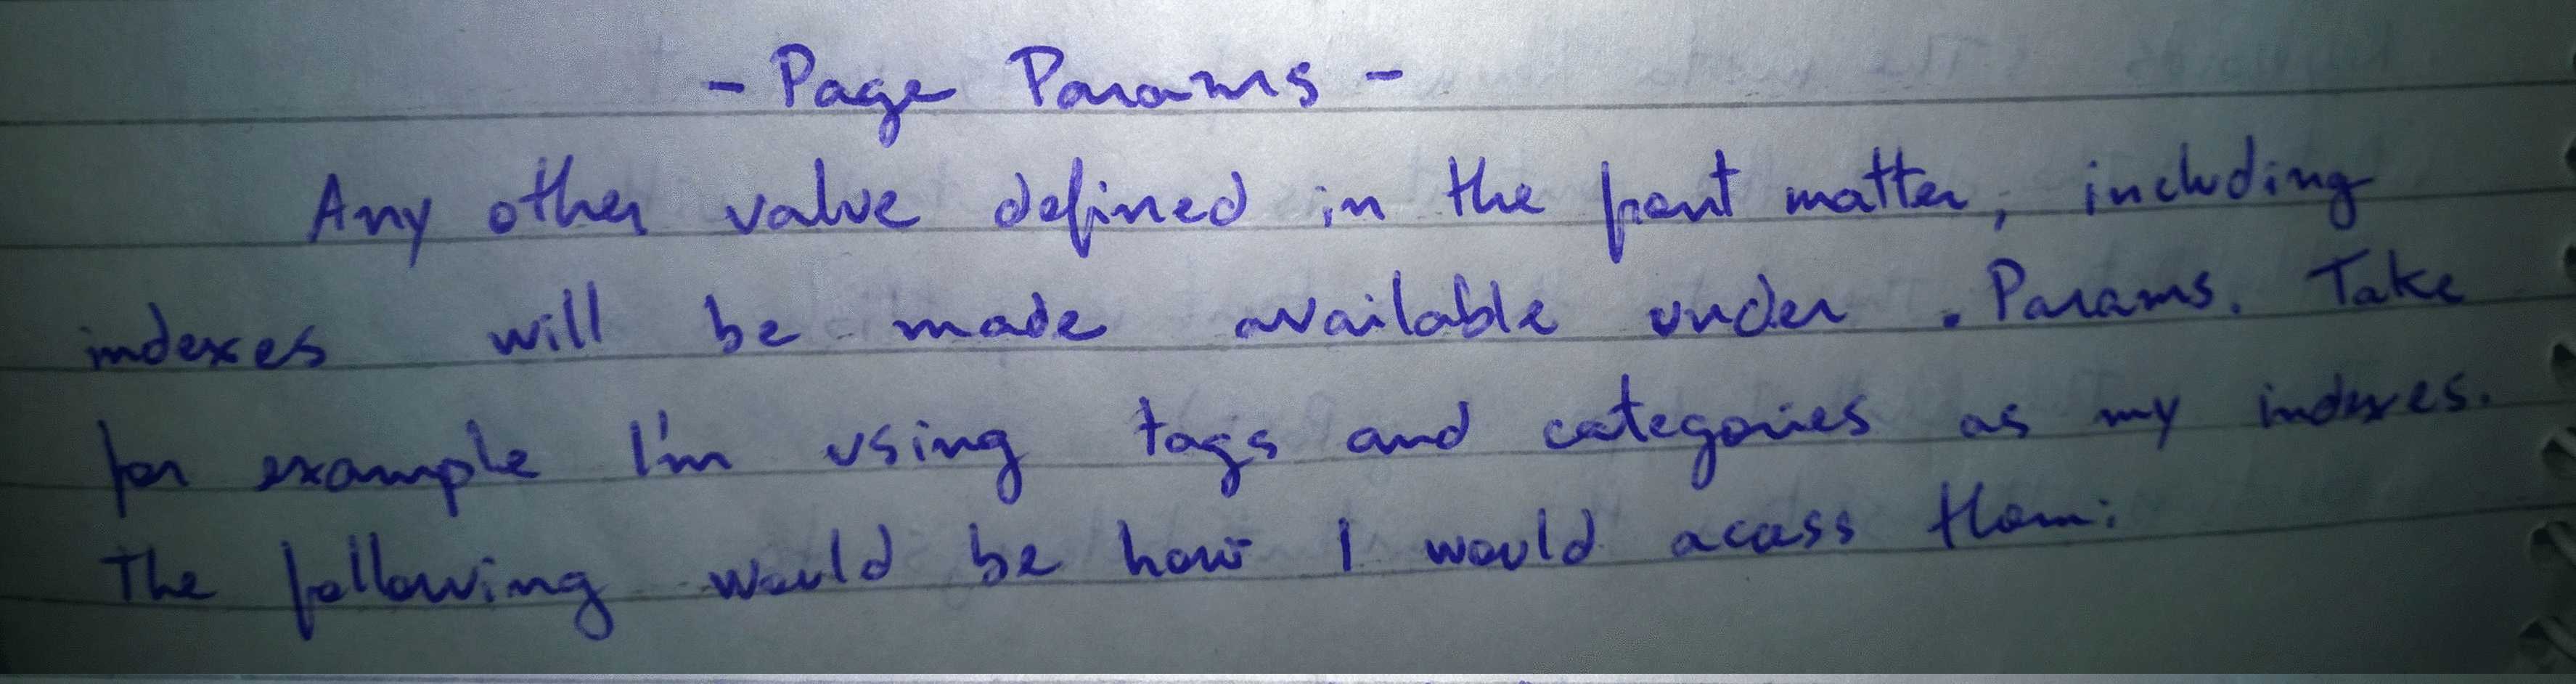 - Page Params -
Any other value defined in the front matter, including
indexes will be made available under .Params. Take
for example I'm using tags and categories as my indexes.
The following would be how I would acess them: